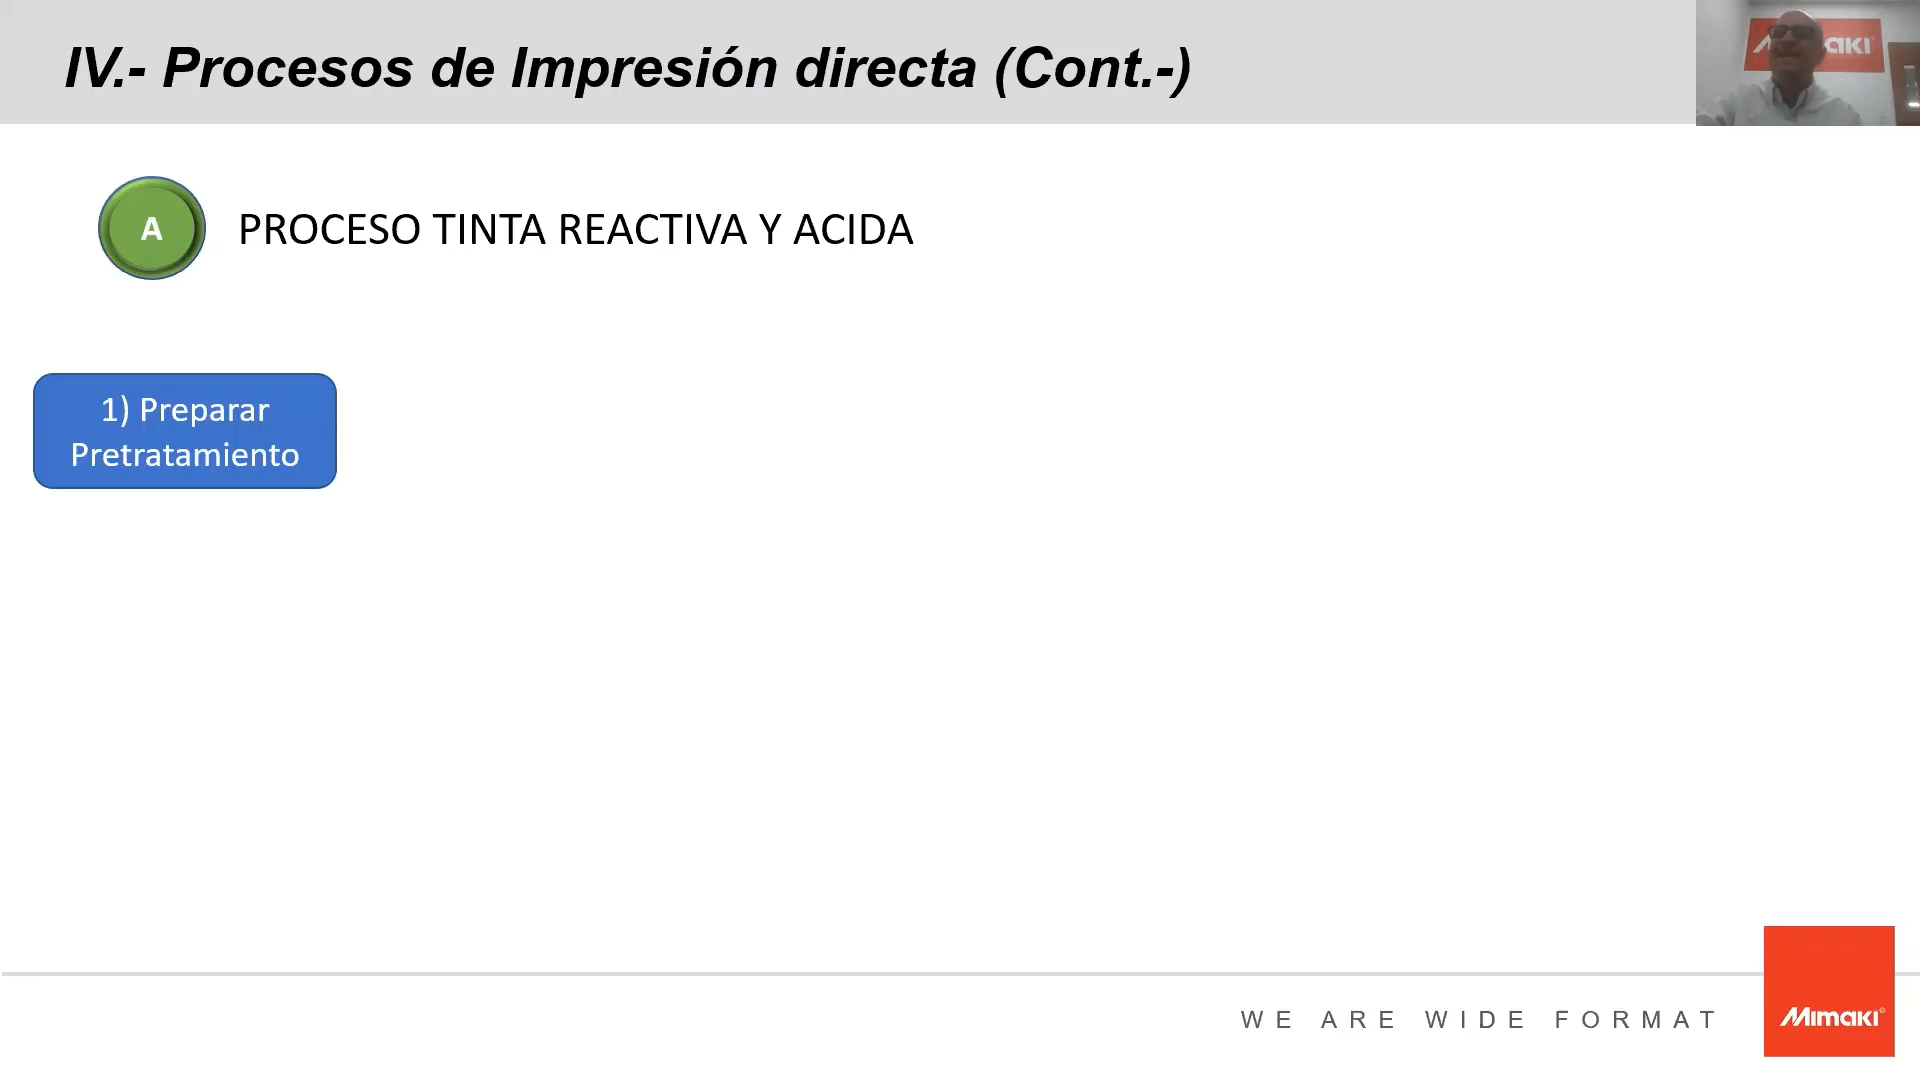 IV.- Procesos de Impresión directa (Cont.-)
A
PROCESO TINTA REACTIVA Y ACIDA
1) Preparar
Pretratamiento
WE ARE WIDE FORMAT
Mimaki